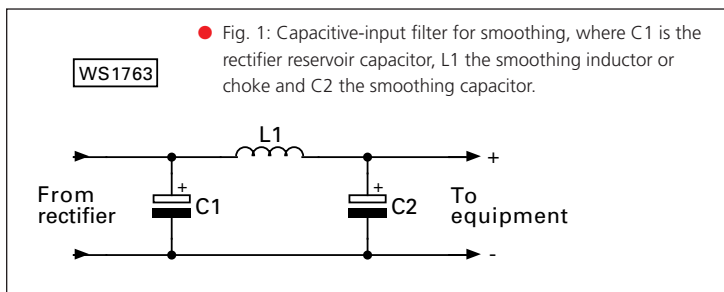 ● Fig. 1: Capacitive-input filter for smoothing, where C1 is the
rectifier reservoir capacitor, L1 the smoothing inductor or
choke and C2 the smoothing capacitor.
WS1763
L1
+
From
rectifier
+
C1
+
C2
To
equipment
-